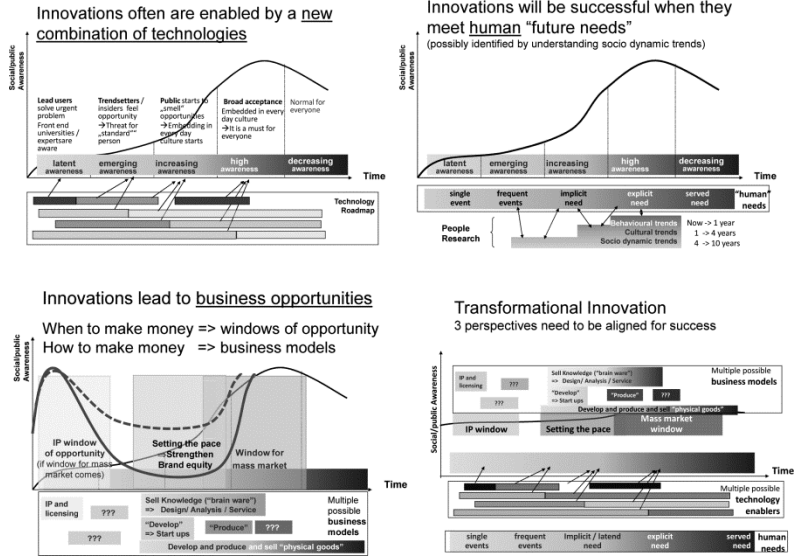 Innovations often are enabled by a new
combination of technologies
Social/public
Awareness
Lead users
solve urgent
problem
Front end
universities /
expertsare
aware
Trendsetters /
insiders feel
opportunity
→Threat for
„standard""
person
Public starts to
„smell"
opportunities
→Embedding in
every day
culture starts
Broad acceptance
Embedded in every
day culture
→It is a must for
everyone
Normal for
everyone
latent
awareness
emerging
awareness
increasing
awareness
high
awareness
decreasing
awareness
Time
Technology
Roadmap
Innovations will be successful when they
meet human "future needs"
(possibly identified by understanding socio dynamic trends)
Social/public
Awareness
latent
awareness
emerging
awareness
increasing
awareness
high
awareness
decreasing
awareness
Time
single
event
frequent
events
implicit
need
explicit
need
served
need
"human"
needs
People
Research
Behavioural trends
Cultural trends
Socio dynamic trends
Now -> 1 year
1 -> 4 years
4 -> 10 years
Innovations lead to business opportunities
When to make money => windows of opportunity
How to make money => business models
Social/public
Awareness
IP window
of opportunity
(if window for mass
market comes)
Setting the pace
Strengthen
Brand equity
Window for
mass market
Time
IP and
licensing
???
???
Sell Knowledge ("brain ware")
=> Design/ Analysis / Service
"Develop"
=> Start ups
"Produce"
???
Develop and produce and sell "physical goods"
Multiple
possible
business
models
Transformational Innovation
3 perspectives need to be aligned for success
Social/public Awareness
IP and
licensing
???
???
Sell Knowledge ("brain ware")
=> Design/ Analysis / Service
"Develop"
=> Start ups
"Produce"
???
Develop and produce and sell "physical goods"
Multiple possible
business models
IP window
Setting the pace
Mass market
window
Time
Multiple possible
technology
enablers
single
events
frequent
events
Implicit / latend
need
explicit
need
served
need
human
needs